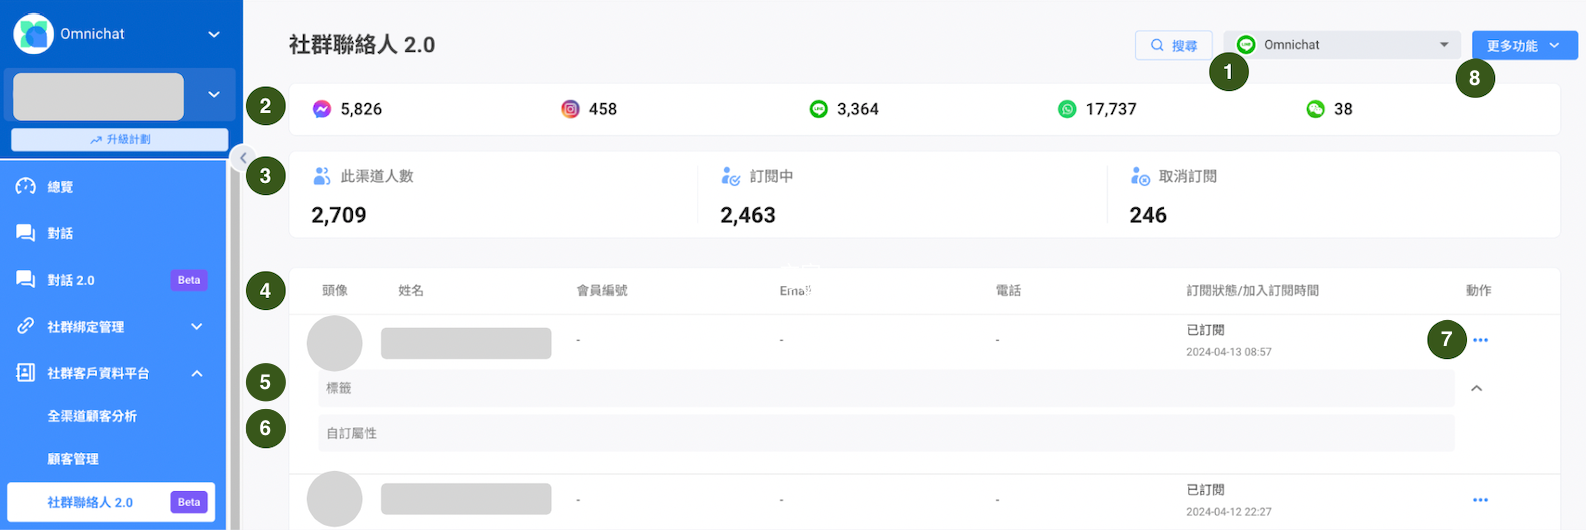 Omnichat
升級計劃
總覽
對話
對話 2.0 Beta
社群綁定管理
社群客戶資料平台
全渠道顧客分析
顧客管理
社群聯絡人 2.0 Beta
社群聯絡人 2.0
搜尋
LINE Omnichat
更多功能
1
8
2
5,826 458 LINE 3,364 17,737 38
3
此渠道人數 訂閱中 取消訂閱
2,709 2,463 246
4
頭像 姓名 會員編號 Email 電話 訂閱狀態/加入訂閱時間 動作
- - - 已訂閱
2024-04-13 08:57
7
5
標籤
6
自訂屬性
- - - 已訂閱
2024-04-12 22:27